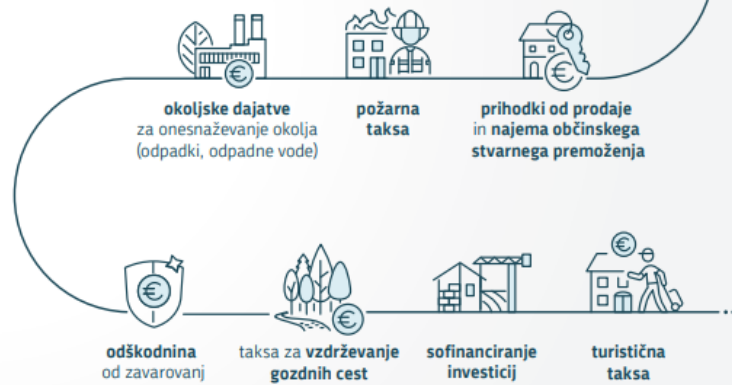 okoljske dajatve
za onesnaževanje okolja
(odpadki, odpadne vode)
požarna
taksa
prihodki od prodaje
in najema občinskega
stvarnega premoženja
odškodnina
od zavarovanj
taksa za vzdrževanje
gozdnih cest
sofinanciranje
investicij
turistična
taksa